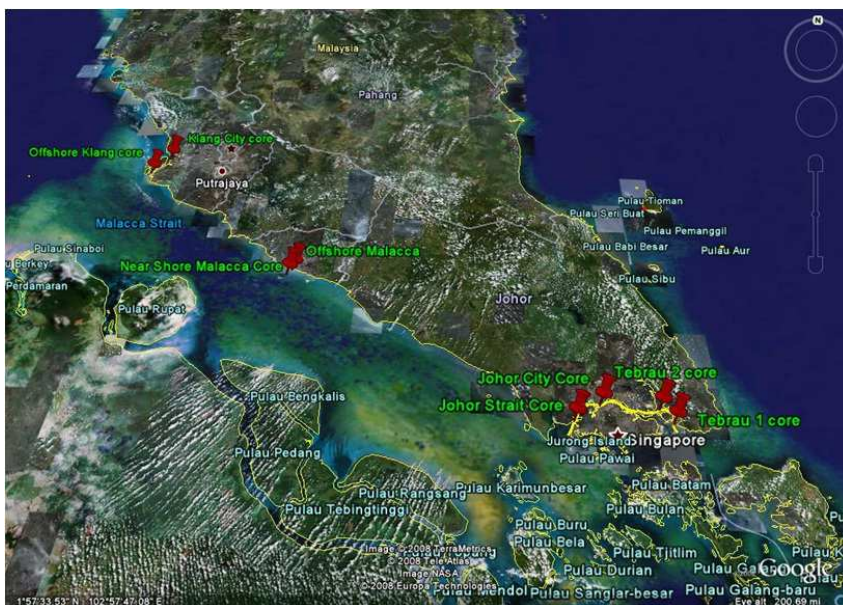 N
Malaysia
Pahang
Klang City core
Offshore Klang core
Putrajaya
Pulau Tioman
Pulau Seri Buat
Malacca Strait
Pulau Pemanggil
Pulau Sinaboi
Offshore Malacca
Pulau Babi Besar
Pulau Aur
u Berkey
Near Shore Malacca Core
Pulau Sibu
Perdamaran
Johor
Pulau Rupat
Tebrau 2 core
Johor City Core
Pulau Bengkalis
Johor Strait Core
Tebrau 1 core
Jurong Island
Singapore
Pulau Pedang
Pulau Pawai
Pulau Rangsang
Pulau Karimunbesar
Pulau Batam
Pulau Tebingtinggi
Pulau Bulan
Pulau Buru
Pulau Bela
Pulau Tjitlim
Image © 2008 TerraMetrics
© 2008 Tele Atlas
Image NASA
© 2008 Europa Technologies
Pulau Durian
Google
Pulau Sanglar-besar
Pulau Galang-baru
1°57'33.53" N 102°57'47.08" E
Eye alt 200.69 mi